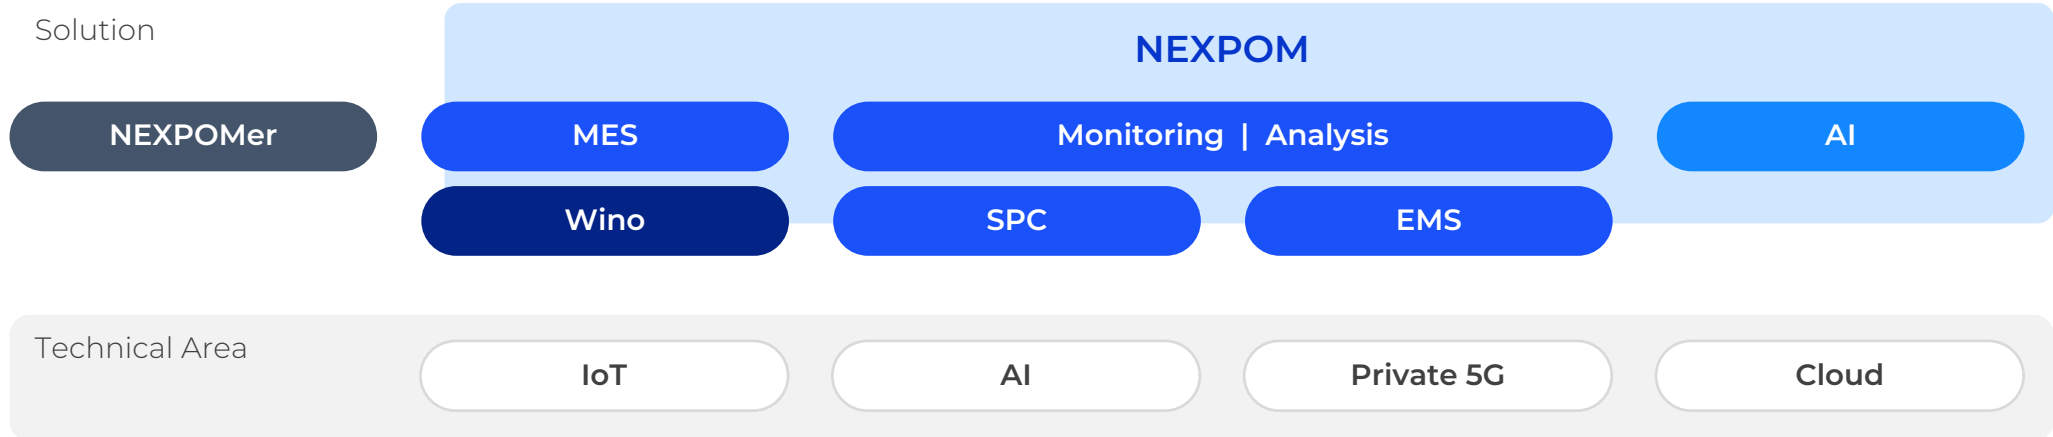 Solution
NEXPOM
NEXPOMer
MES
Monitoring | Analysis
AI
Wino
SPC
EMS
Technical Area
IoT
AI
Private 5G
Cloud